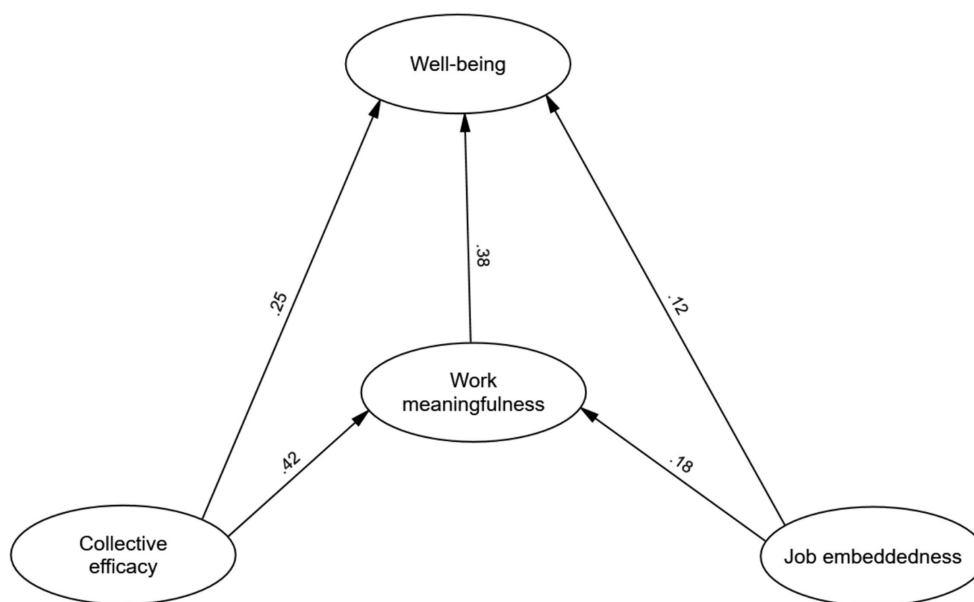 Well-being
.38
.25
.12
Work
meaningfulness
.42
.18
Collective
efficacy
Job embeddedness